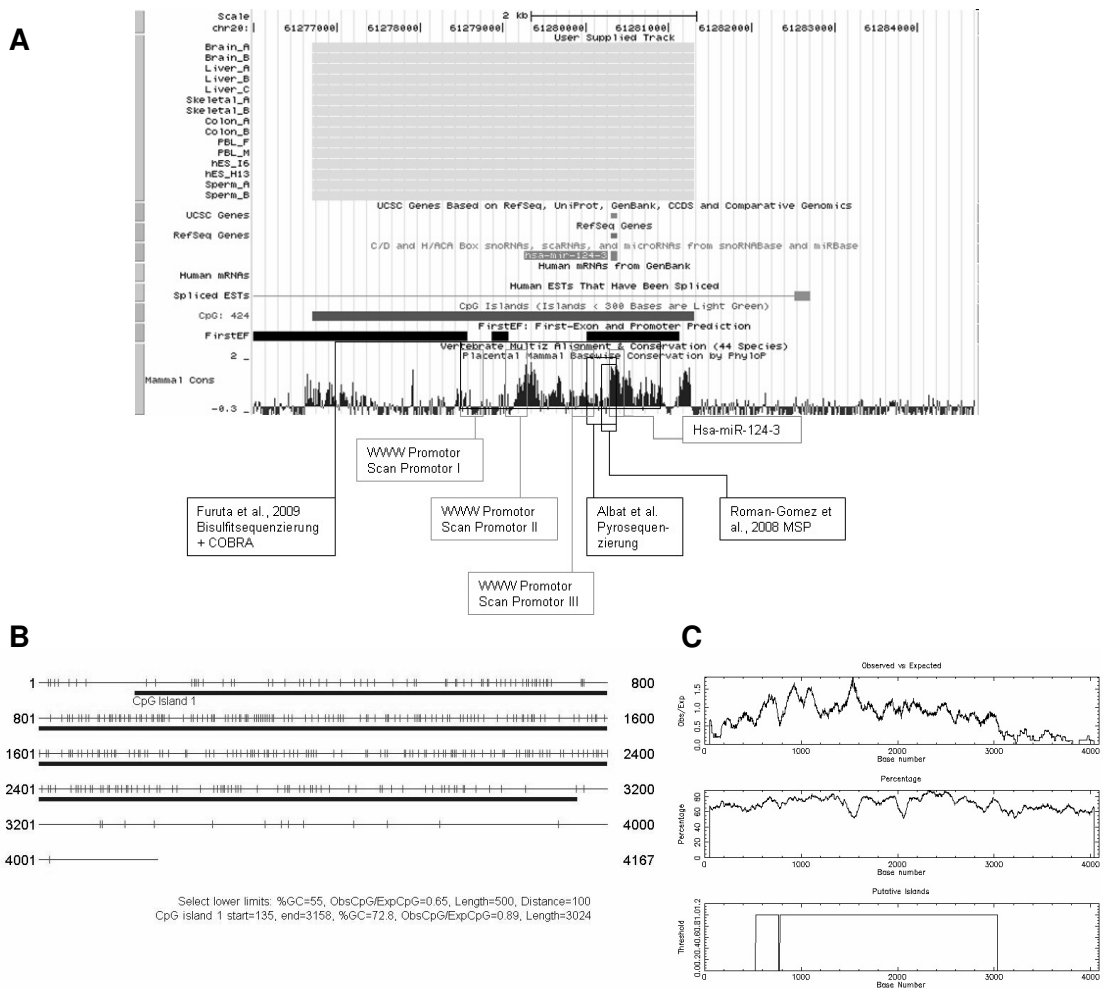 A
Scale
2 kb
chr20:
61277000
61278000
61279000
61280000
61281000
61282000
61283000
61284000
User Supplied Track
Brain_A
Brain_B
Liver_A
Liver_B
Liver_C
Skeletal_A
Skeletal_B
Colon_A
Colon_B
PBL_F
PBL_M
hES_I6
hES_H13
Sperm_A
Sperm_B
UCSC Genes Based on RefSeq, UniProt, GenBank, CCDS and Comparative Genomics
UCSC Genes
RefSeq Genes
RefSeq Genes
C/D and H/ACA Box snoRNAs, scaRNAs, and microRNAs from snoRNABase and miRBase
hsa-mir-124-3
Human mRNAs from GenBank
Human mRNAs
Human ESTs That Have Been Spliced
Spliced ESTs
CpG Islands (Islands < 300 Bases are Light Green)
CpG: 424
FirstEF: First-Exon and Promoter Prediction
FirstEF
Vertebrate Multiz Alignment & Conservation (44 Species)
Placental Mammal Basewise Conservation by PhyloP
2 _
Mammal Cons
-0.3 _
Hsa-miR-124-3
WWW Promotor
Scan Promotor I
Furuta et al., 2009
Bisulfitsequenzierung
+ COBRA
WWW Promotor
Scan Promotor II
Albat et al.
Pyrosequen-
zierung
Roman-Gomez et
al., 2008 MSP
WWW Promotor
Scan Promotor III
B
1
800
CpG Island 1
801
1600
1601
2400
2401
3200
3201
4000
4001
4167
Select lower limits: %GC=55, ObsCpG/ExpCpG=0.65, Length=500, Distance=100
CpG island 1 start=135, end=3158, %GC=72.8, ObsCpG/ExpCpG=0.89, Length=3024
C
Observed vs Expected
Obs/Exp
0.0 0.5 1.0 1.5
1000 2000 3000 4000
Base number
Percentage
Percentage
0 20 40 60 80
1000 2000 3000 4000
Base number
Putative Islands
Threshold
0.00.20.40.60.81.01.2
1000 2000 3000 4000
Base Number